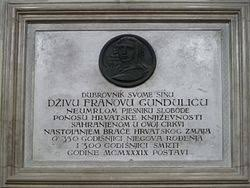 DUBROVNIK SVOME SINU
DŽIVU FRANOVU GUNDULIĆU
NEUMRLOM PJESNIKU SLOBODE
PONOSU HRVATSKE KNJIŽEVNOSTI
SAHRANJENOM U OVOJ CRKVI
NASTOJANJEM BRAĆE HRVATSKOG ZMAJA
O 350 GODIŠNJICI NJEGOVA ROĐENJA
I 300 GODIŠNJICI SMRTI
GODINE MCMXXXIX POSTAVI